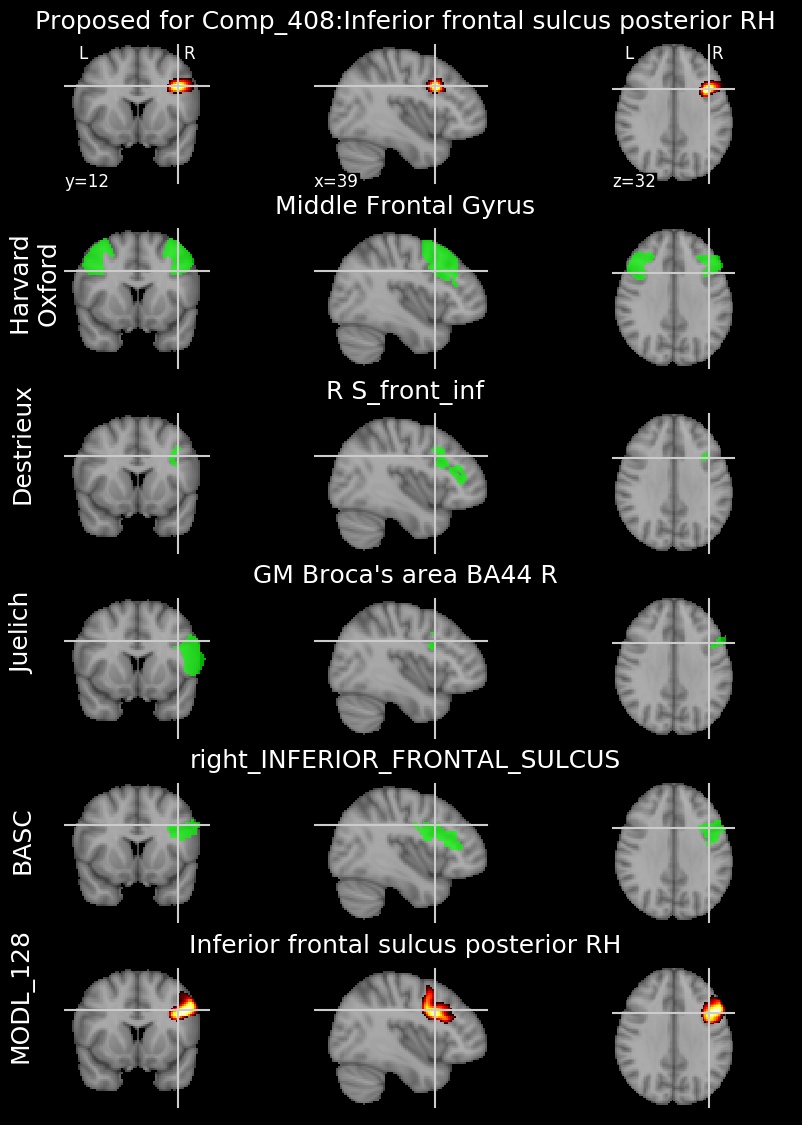 Proposed for Comp_408:Inferior frontal sulcus posterior RH
L R
L R
y=12
x=39
z=32
Middle Frontal Gyrus
Harvard
Oxford
R S_front_inf
Destrieux
GM Broca's area BA44 R
Juelich
right_INFERIOR_FRONTAL_SULCUS
BASC
Inferior frontal sulcus posterior RH
MODL_128